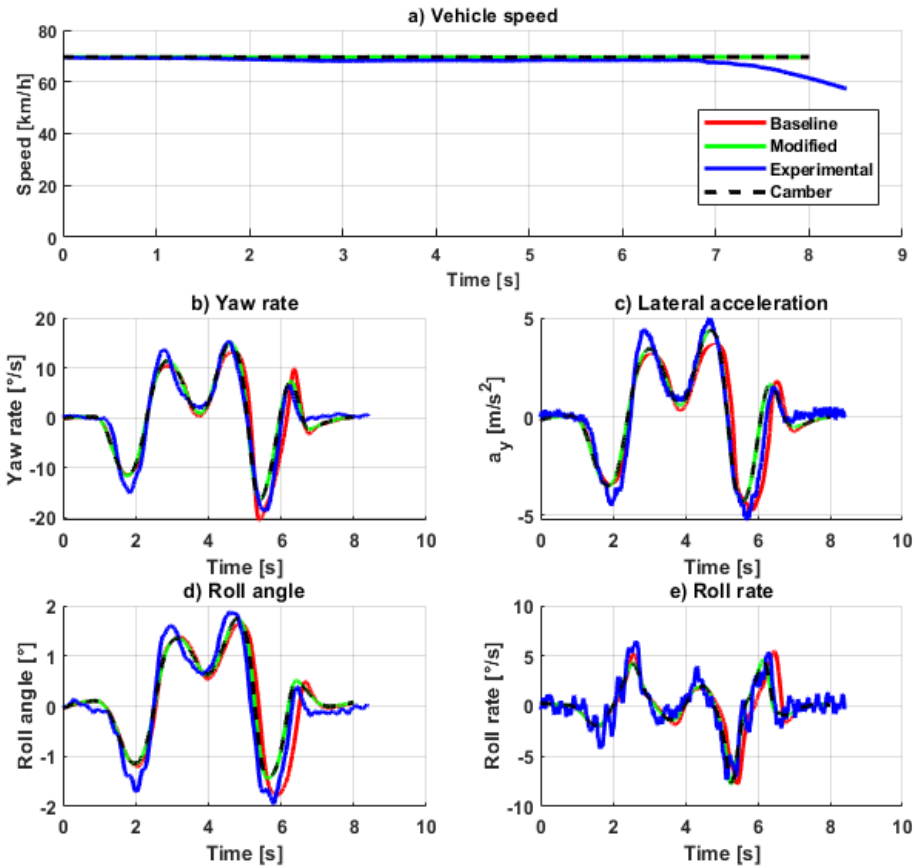 a) Vehicle speed
80
60
40
20
0
Speed [km/h]
Baseline
Modified
Experimental
Camber
0 1 2 3 4 5 6 7 8 9
Time [s]
b) Yaw rate
20
10
0
-10
-20
Yaw rate [°/s]
0 2 4 6 8 10
Time [s]
c) Lateral acceleration
5
0
-5
a_y [m/s²]
0 2 4 6 8 10
Time [s]
d) Roll angle
2
1
0
-1
-2
Roll angle [°]
0 2 4 6 8 10
Time [s]
e) Roll rate
10
5
0
-5
-10
Roll rate [°/s]
0 2 4 6 8 10
Time [s]